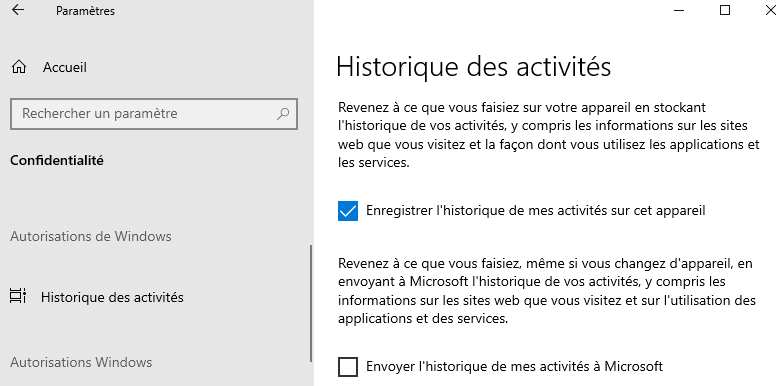 Paramètres
Accueil
Rechercher un paramètre
Confidentialité
Autorisations de Windows
Historique des activités
Autorisations Windows
Historique des activités
Revenez à ce que vous faisiez sur votre appareil en stockant
l'historique de vos activités, y compris les informations sur les sites
web que vous visitez et la façon dont vous utilisez les applications et
les services.
Enregistrer l'historique de mes activités sur cet appareil
Revenez à ce que vous faisiez, même si vous changez d'appareil, en
envoyant à Microsoft l'historique de vos activités, y compris les
informations sur les sites web que vous visitez et sur l'utilisation des
applications et des services.
Envoyer l'historique de mes activités à Microsoft